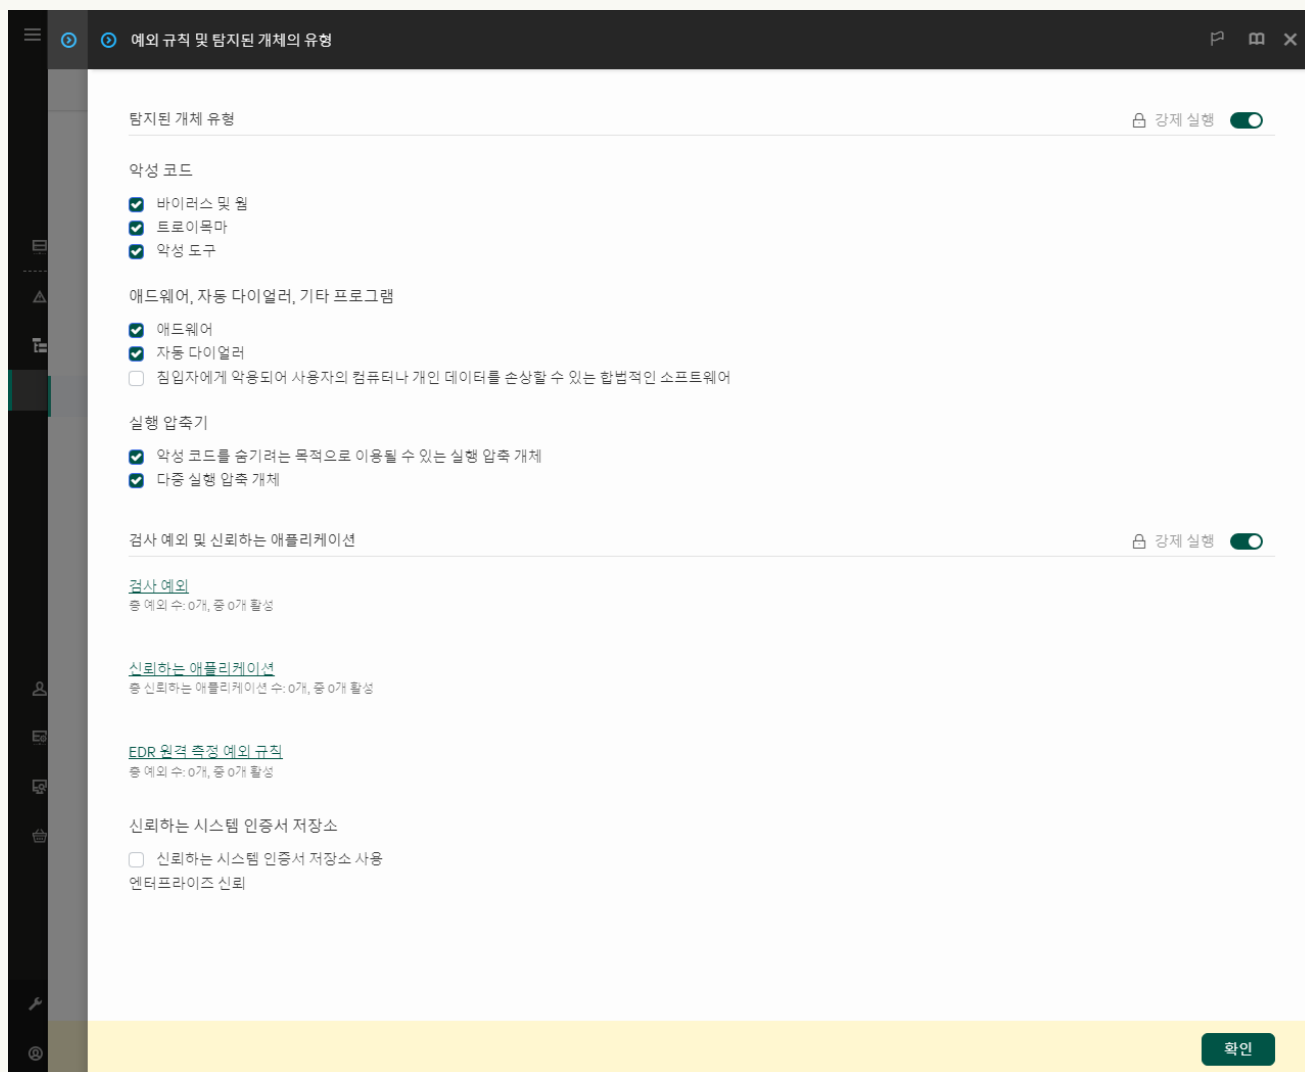 예외 규칙 및 탐지된 개체의 유형
탐지된 개체 유형
강제 실행
악성 코드
바이러스 및 웜
트로이목마
악성 도구
애드웨어, 자동 다이얼러, 기타 프로그램
애드웨어
자동 다이얼러
침입자에게 악용되어 사용자의 컴퓨터나 개인 데이터를 손상할 수 있는 합법적인 소프트웨어
실행 압축기
악성 코드를 숨기려는 목적으로 이용될 수 있는 실행 압축 개체
다중 실행 압축 개체
검사 예외 및 신뢰하는 애플리케이션
강제 실행
검사 예외
총 예외 수: 0개, 중 0개 활성
신뢰하는 애플리케이션
총 신뢰하는 애플리케이션 수: 0개, 중 0개 활성
EDR 원격 측정 예외 규칙
총 예외 수: 0개, 중 0개 활성
신뢰하는 시스템 인증서 저장소
신뢰하는 시스템 인증서 저장소 사용
엔터프라이즈 신뢰
확인